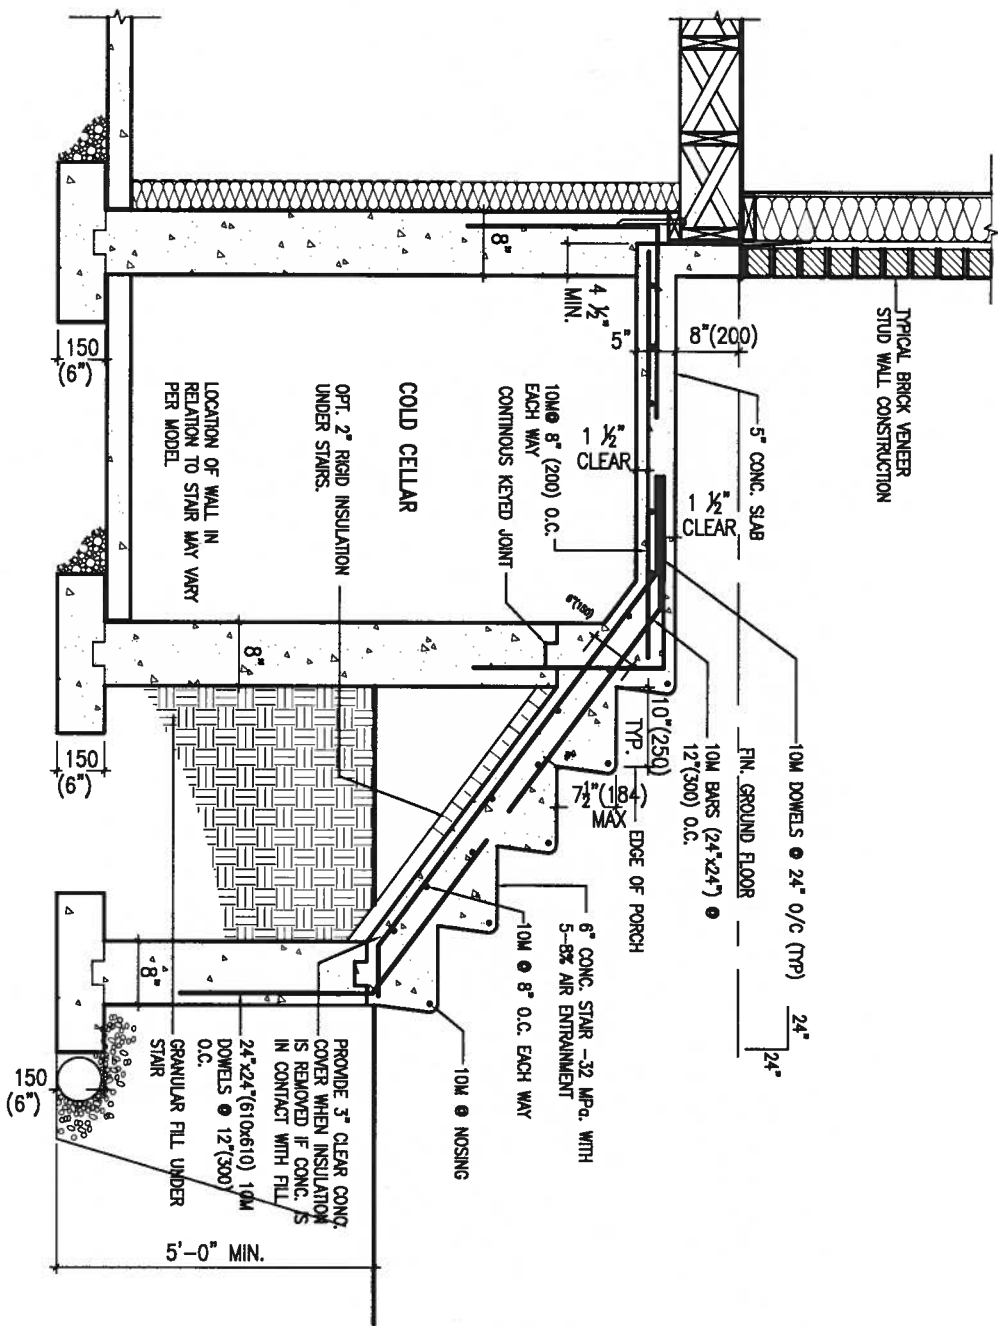 TYPICAL BRICK VENEER
STUD WALL CONSTRUCTION
8"(200)
5" CONC. SLAB
1 ½"
CLEAR
10M DOWELS @ 24" O/C (TYP)
24"
24"
FIN. GROUND FLOOR
10M BARS (24"x24") @
12"(300) O.C.
5"
4 ½"
MIN.
8"
1 ½"
CLEAR
10M@ 8" (200) O.C.
EACH WAY
CONTINOUS KEYED JOINT
6"(150)
10"(250)
TYP.
7½"(184)
MAX
EDGE OF PORCH
6" CONC. STAIR -32 MPa. WITH
5-8% AIR ENTRAINMENT
10M @ 8" O.C. EACH WAY
10M @ NOSING
COLD CELLAR
OPT. 2" RIGID INSULATION
UNDER STAIRS.
LOCATION OF WALL IN
RELATION TO STAIR MAY VARY
PER MODEL
8"
8"
PROVIDE 3" CLEAR CONC.
COVER WHEN INSULATION
IS REMOVED IF CONC. IS
IN CONTACT WITH FILL
24"x24"(610x610) 10M
DOWELS @ 12"(300)
O.C.
GRANULAR FILL UNDER
STAIR
150
(6")
150
(6")
150
(6")
5'-0" MIN.